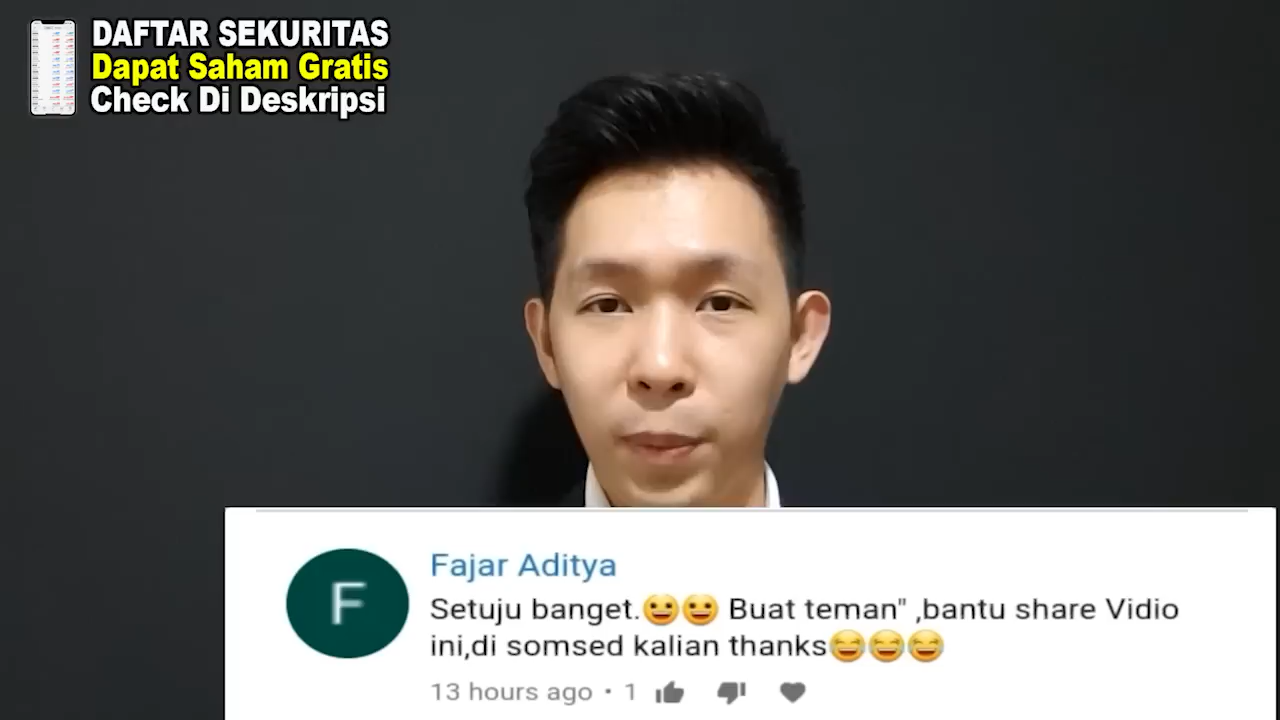 DAFTAR SEKURITAS
Dapat Saham Gratis
Check Di Deskripsi
F
Fajar Aditya
Setuju banget.😀😀 Buat teman" ,bantu share Vidio
ini,di somsed kalian thanks😂😂😂
13 hours ago • 1